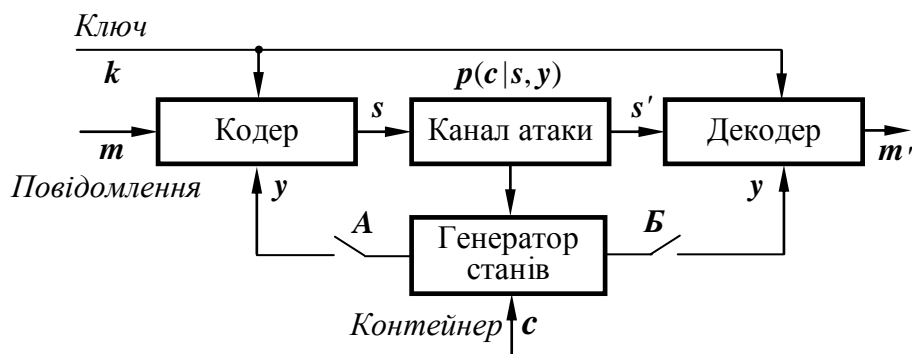 Ключ
k
p(c|s, y)
Кодер
s
Канал атаки
s'
Декодер
m
m'
Повідомлення
y
y
А
Генератор станів
Б
Контейнер
c